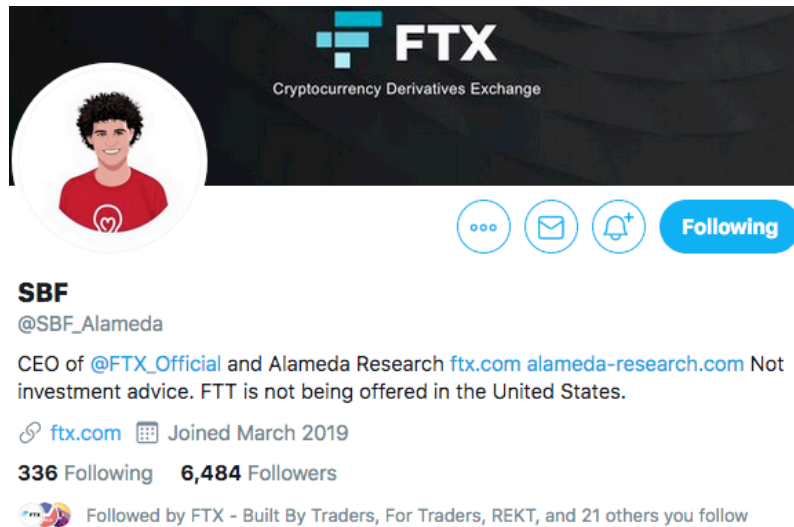 FTX
Cryptocurrency Derivatives Exchange
Following
SBF
@SBF_Alameda
CEO of @FTX_Official and Alameda Research ftx.com alameda-research.com Not
investment advice. FTT is not being offered in the United States.
ftx.com Joined March 2019
336 Following 6,484 Followers
Followed by FTX - Built By Traders, For Traders, REKT, and 21 others you follow